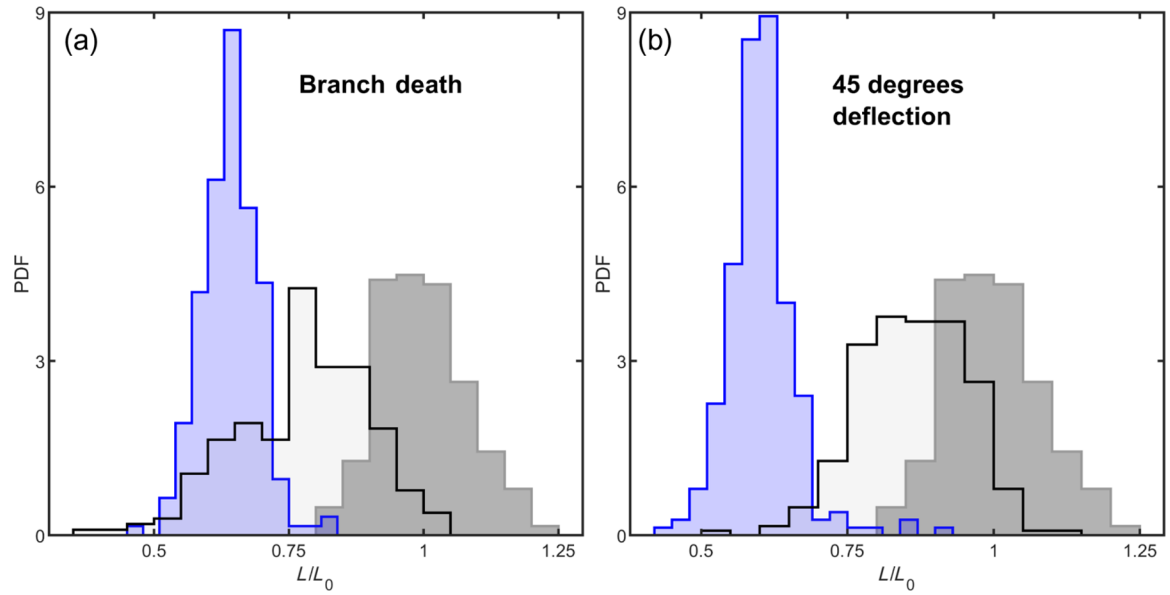 (a)
Branch death
9
6
3
0
PDF
0.5 0.75 1 1.25
L/L0
(b)
45 degrees
deflection
9
6
3
0
PDF
0.5 0.75 1 1.25
L/L0